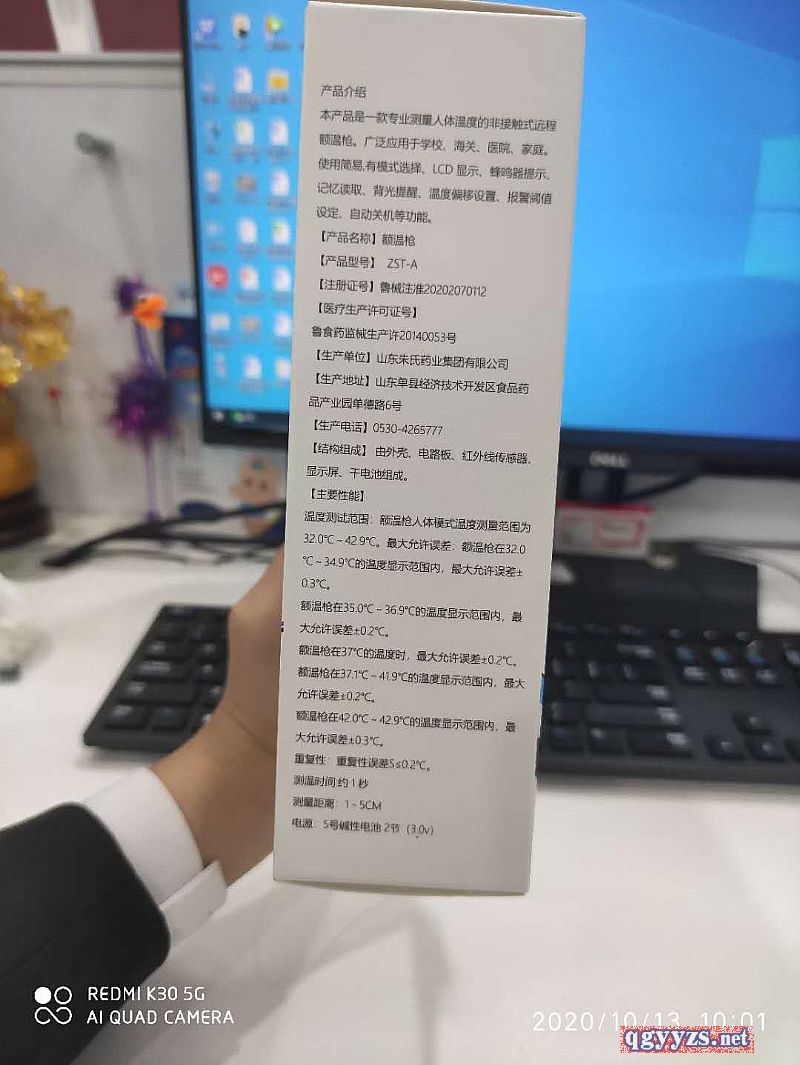 产品介绍
本产品是一款专业测量人体温度的非接触式远程
额温枪。广泛应用于学校、海关、医院、家庭。
使用简易,有模式选择、LCD 显示、蜂鸣器提示、
记忆读取、背光提醒、温度偏移设置、报警阈值
设定、自动关机等功能。
【产品名称】额温枪
【产品型号】 ZST-A
【注册证号】鲁械注准20202070112
【医疗生产许可证号】
鲁食药监械生产许20140053号
【生产单位】山东朱氏药业集团有限公司
【生产地址】山东单县经济技术开发区食品药
品产业园单德路6号
【生产电话】0530-4265777
【结构组成】 由外壳、电路板、红外线传感器、
显示屏、干电池组成。
【主要性能】
温度测试范围：额温枪人体模式温度测量范围为
32.0℃~42.9℃。最大允许误差，额温枪在32.0
℃~34.9℃的温度显示范围内，最大允许误差±
0.3℃。
额温枪在35.0℃~36.9℃的温度显示范围内，最
大允许误差±0.2℃。
额温枪在37℃的温度时，最大允许误差±0.2℃。
额温枪在37.1℃~41.9℃的温度显示范围内，最大
允许误差±0.2℃。
额温枪在42.0℃~42.9℃的温度显示范围内，最
大允许误差±0.3℃。
重复性：重复性误差S≤0.2℃。
测温时间:约 1 秒
测量距离：1~5CM
电源：5号碱性电池 2节（3.0v）
DELL
REDMI K30 5G
AI QUAD CAMERA
2020/10/13 10:01
qgyyzs.net